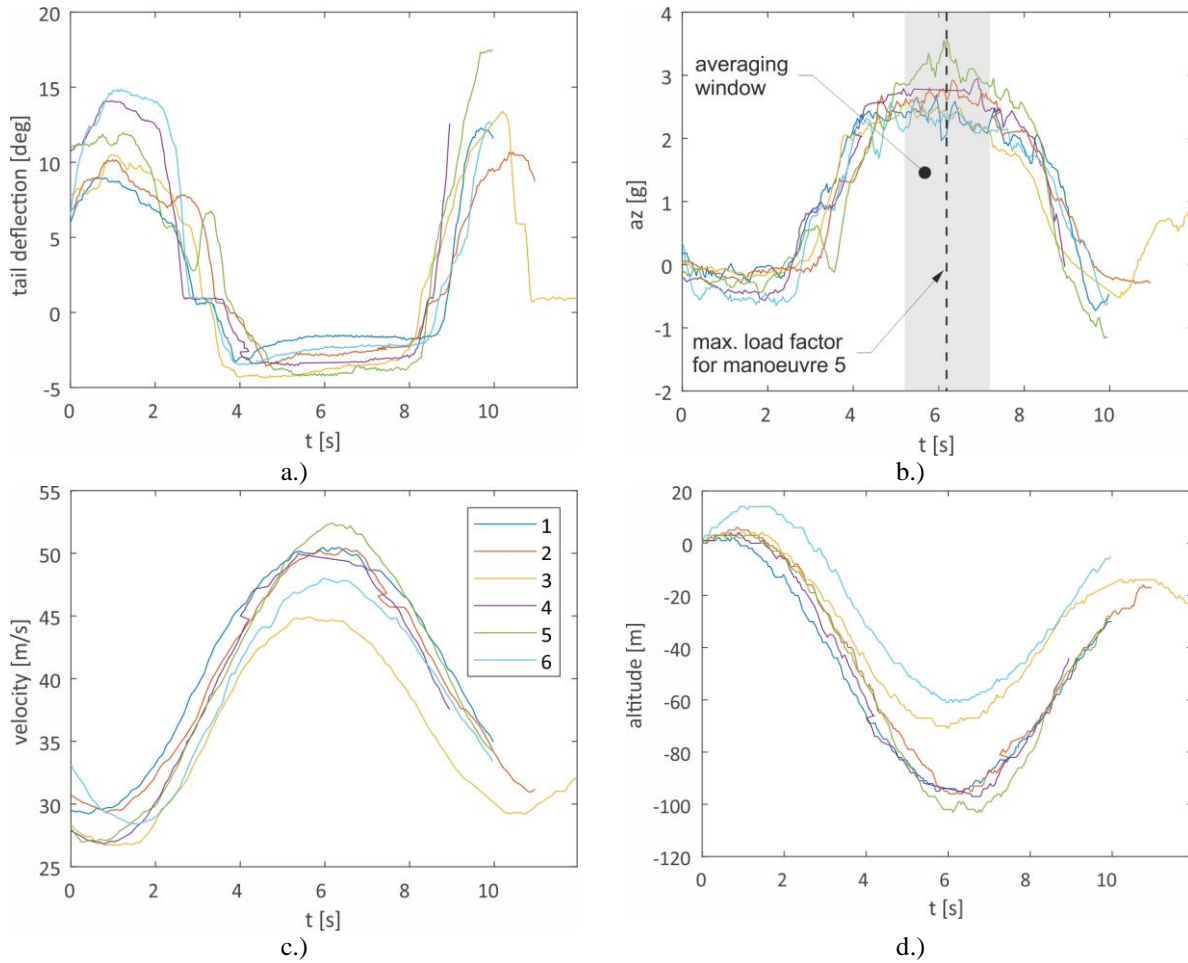 20
15
10
5
0
-5
tail deflection [deg]
0 2 4 6 8 10
t [s]
a.)
4
3
2
1
0
-1
-2
az [g]
averaging
window
max. load factor
for manoeuvre 5
0 2 4 6 8 10
t [s]
b.)
55
50
45
40
35
30
25
velocity [m/s]
1
2
3
4
5
6
0 2 4 6 8 10
t [s]
c.)
20
0
-20
-40
-60
-80
-100
-120
altitude [m]
0 2 4 6 8 10
t [s]
d.)